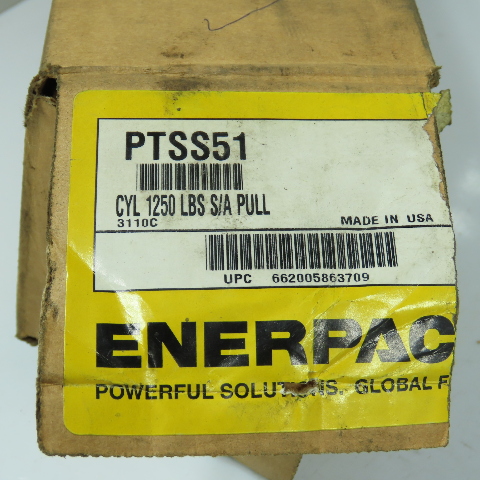 PTSS51
CYL 1250 LBS S/A PULL
3110C
MADE IN USA
UPC 662005863709
ENERPAC
POWERFUL SOLUTIONS. GLOBAL F